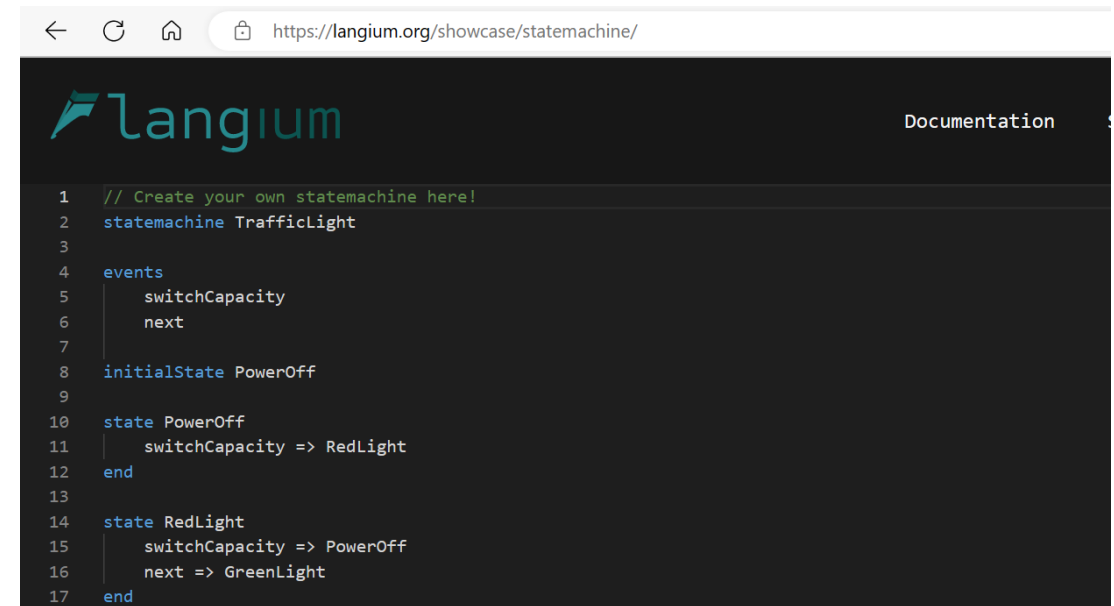 https://langium.org/showcase/statemachine/
langium
Documentation
1 // Create your own statemachine here!
2 statemachine TrafficLight
3
4 events
5     switchCapacity
6     next
7
8 initialState PowerOff
9
10 state PowerOff
11     switchCapacity => RedLight
12 end
13
14 state RedLight
15     switchCapacity => PowerOff
16     next => GreenLight
17 end